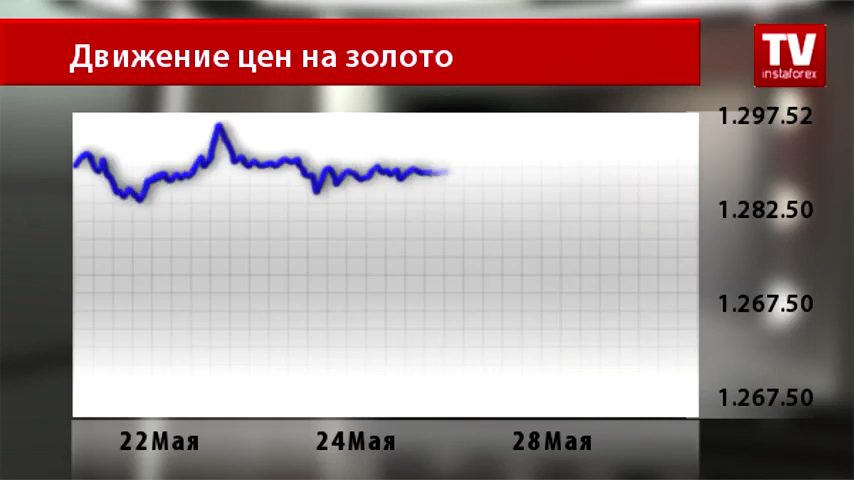 Движение цен на золото
TV
instaforex
1.297.52
1.282.50
1.267.50
1.267.50
22Мая
24Мая
28Мая